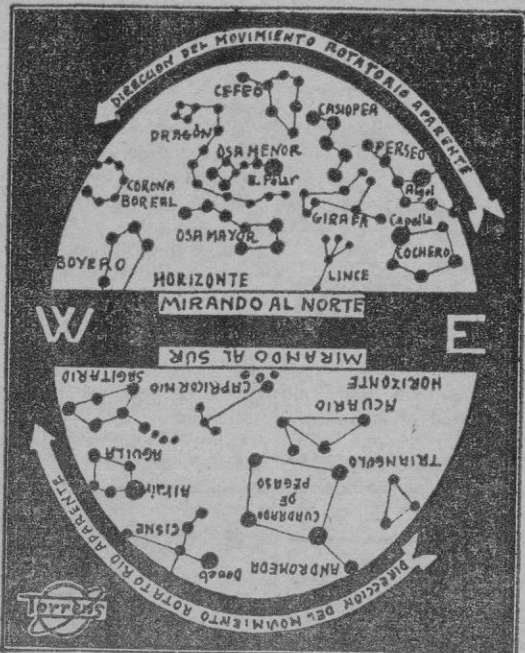 DIRECCION DEL MOVIMIENTO ROTATORIO APARENTE
CEFEO
CASIOPEA
DRAGÓN
OSA MENOR
E. Polar
PERSEO
Algol
CORONA
BOREAL
GIRAFA
Capella
OSA MAYOR
COCHERO
BOYERO
LINCE
HORIZONTE
MIRANDO AL NORTE
W
E
MIRANDO AL SUR
HORIZONTE
SAGITARIO
CAPRICORNIO
ACUARIO
TRIANGULO
AGUILA
Altair
CUADRADO
DE
PEGASO
CISNE
Deneb
ANDROMEDA
DIRECCION DEL MOVIMIENTO ROTATORIO APARENTE
Torrens